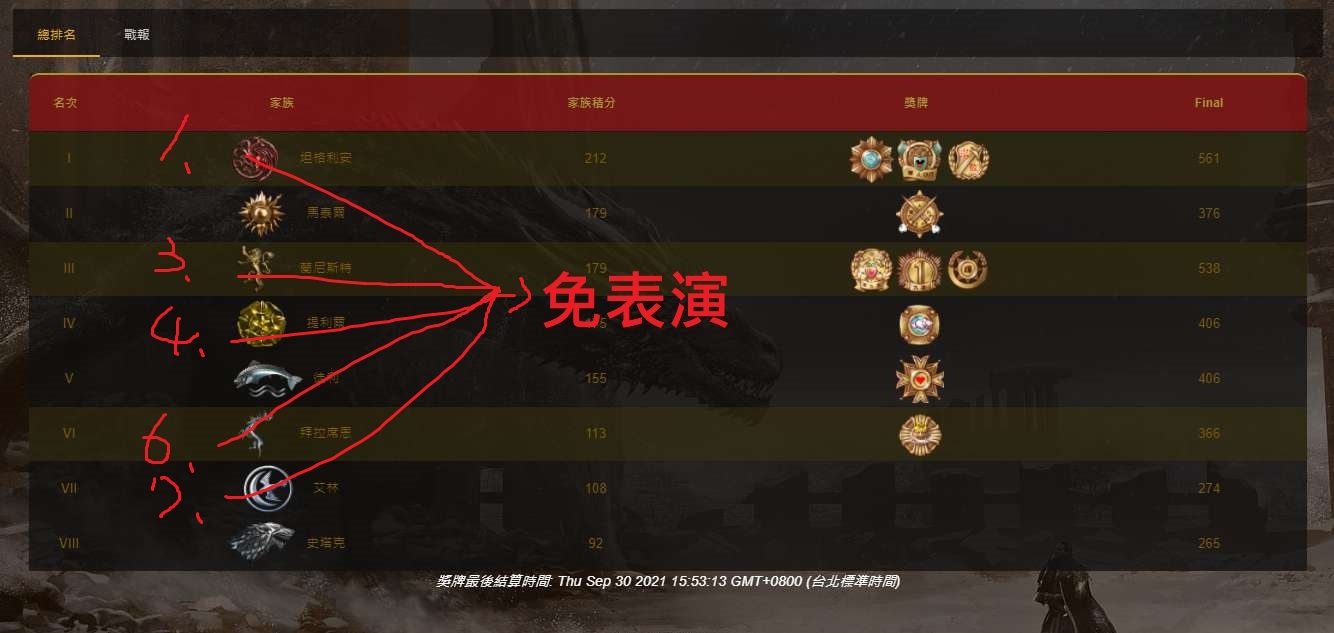 總排名 戰報
名次 家族 家族積分 獎牌 Final
1. I 坦格利安 212 561
II 馬泰爾 179 376
3. III 蘭尼斯特 179 538
免表演
4. IV 提利爾 406
V 徒利 155 406
6. VI 拜拉席恩 113 366
VII 艾林 108 274
VIII 史塔克 92 265
獎牌最後結算時間: Thu Sep 30 2021 15:53:13 GMT+0800 (台北標準時間)